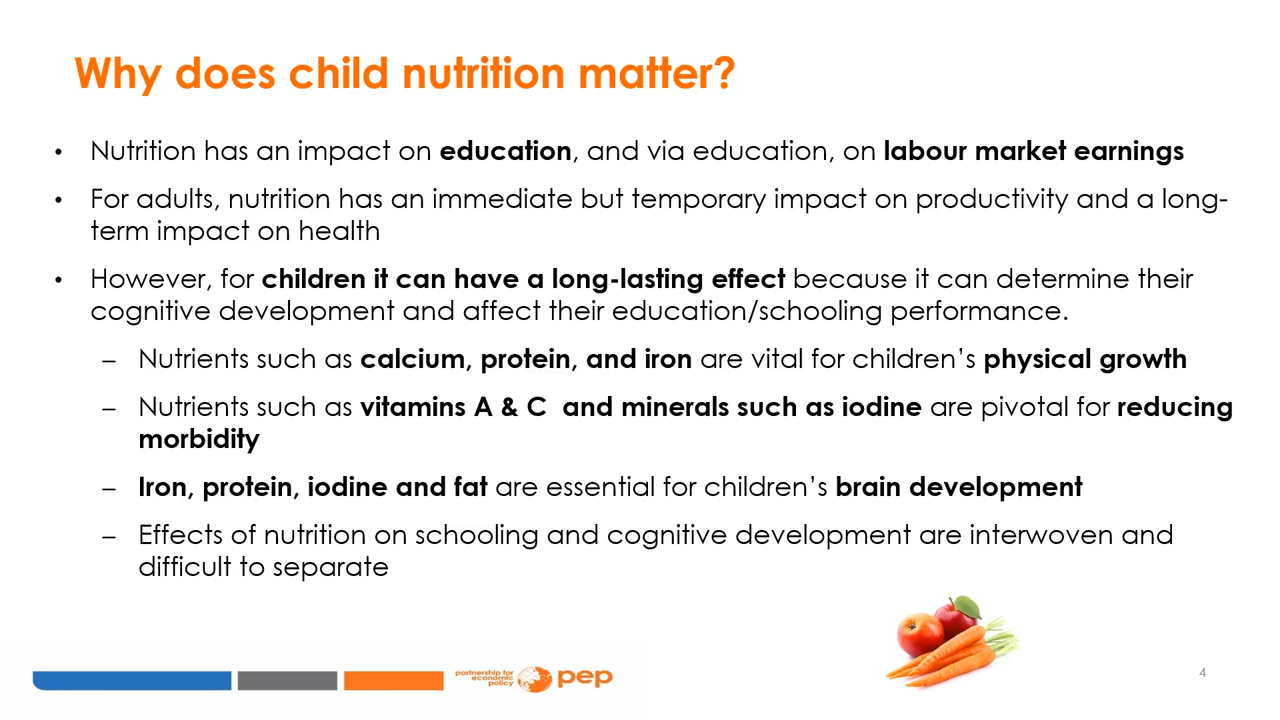 Why does child nutrition matter?
• Nutrition has an impact on education, and via education, on labour market earnings
• For adults, nutrition has an immediate but temporary impact on productivity and a long-
term impact on health
• However, for children it can have a long-lasting effect because it can determine their
cognitive development and affect their education/schooling performance.
– Nutrients such as calcium, protein, and iron are vital for children’s physical growth
– Nutrients such as vitamins A & C  and minerals such as iodine are pivotal for reducing
morbidity
– Iron, protein, iodine and fat are essential for children’s brain development
– Effects of nutrition on schooling and cognitive development are interwoven and
difficult to separate
partnership for
economic
policy
pep
4